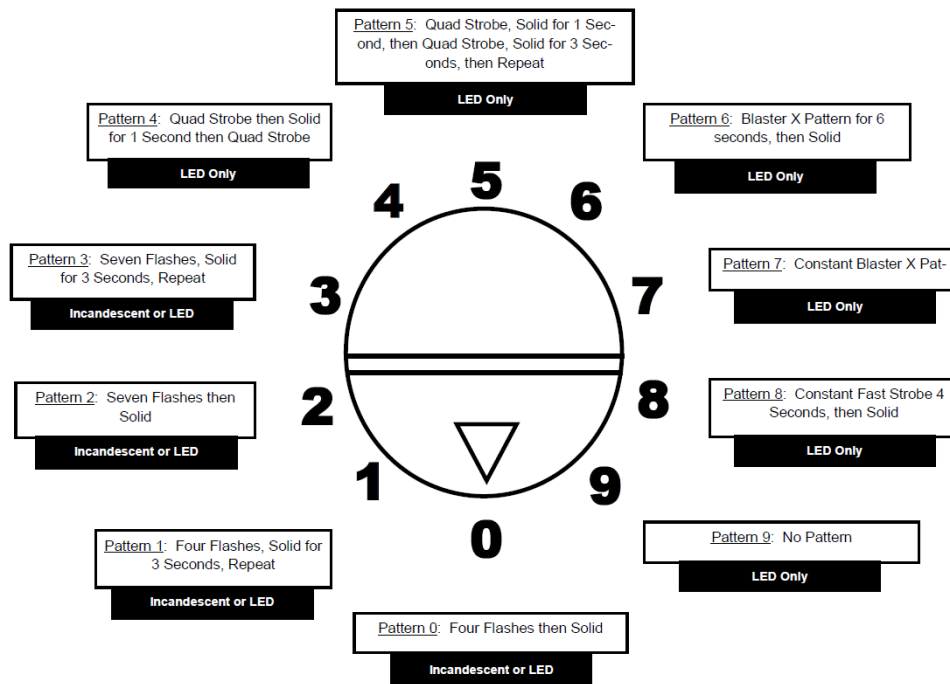 Pattern 5: Quad Strobe, Solid for 1 Sec-
ond, then Quad Strobe, Solid for 3 Sec-
onds, then Repeat
LED Only
Pattern 4: Quad Strobe then Solid
for 1 Second then Quad Strobe
LED Only
Pattern 6: Blaster X Pattern for 6
seconds, then Solid
LED Only
Pattern 3: Seven Flashes, Solid
for 3 Seconds, Repeat
Incandescent or LED
Pattern 7: Constant Blaster X Pat-
LED Only
Pattern 2: Seven Flashes then
Solid
Incandescent or LED
Pattern 8: Constant Fast Strobe 4
Seconds, then Solid
LED Only
Pattern 1: Four Flashes, Solid for
3 Seconds, Repeat
Incandescent or LED
Pattern 9: No Pattern
LED Only
Pattern 0: Four Flashes then Solid
Incandescent or LED
5
4
6
3
7
2
8
1
9
0